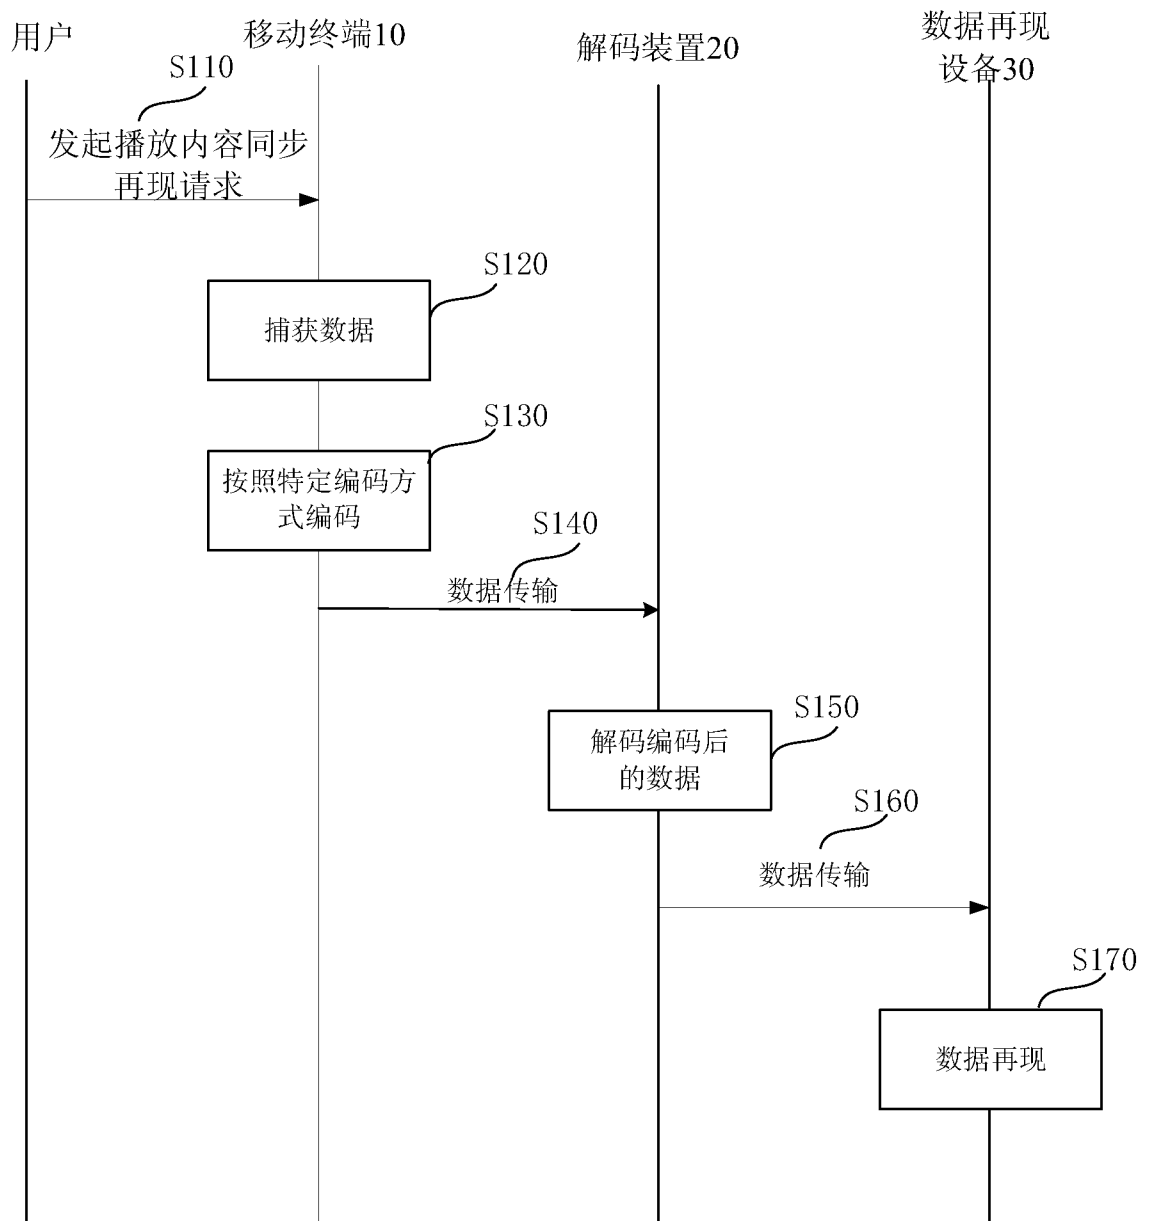 用户
移动终端10
解码装置20
数据再现
设备30
S110
发起播放内容同步
再现请求
S120
捕获数据
S130
按照特定编码方
式编码
S140
数据传输
S150
解码编码后
的数据
S160
数据传输
S170
数据再现